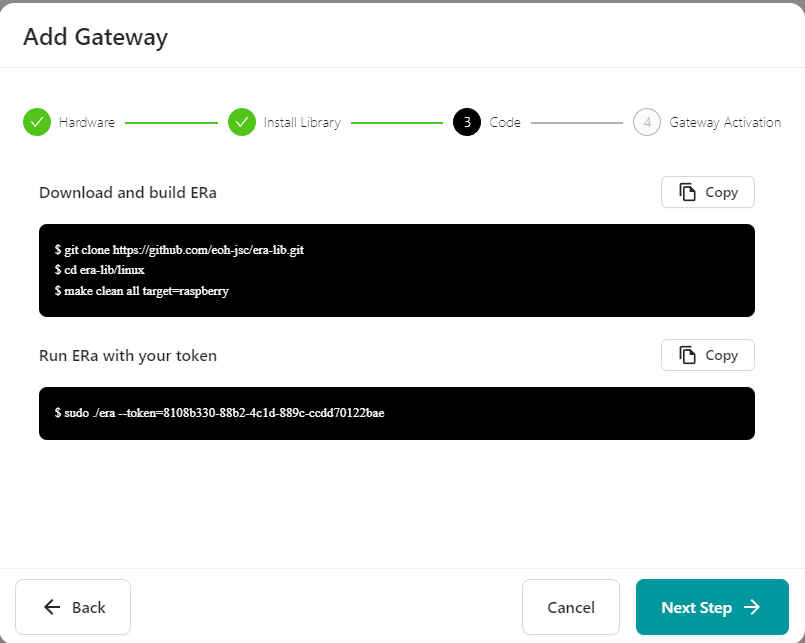 Add Gateway
Hardware
Install Library
3 Code
4 Gateway Activation
Download and build ERa
Copy
$ git clone https://github.com/eoh-jsc/era-lib.git
$ cd era-lib/linux
$ make clean all target=raspberry
Run ERa with your token
Copy
$ sudo ./era --token=8108b330-88b2-4c1d-889c-ccdd70122bae
Back
Cancel
Next Step